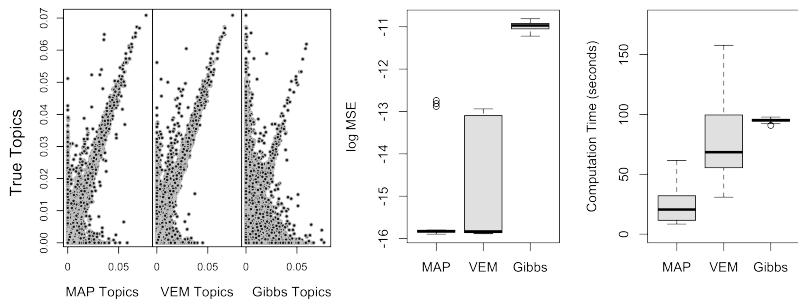 True Topics
0.00 0.01 0.02 0.03 0.04 0.05 0.06 0.07
0 0.05 0 0.05 0 0.05
MAP Topics VEM Topics Gibbs Topics
log MSE
-11
-12
-13
-14
-15
-16
MAP VEM Gibbs
Computation Time (seconds)
150
100
50
0
MAP VEM Gibbs